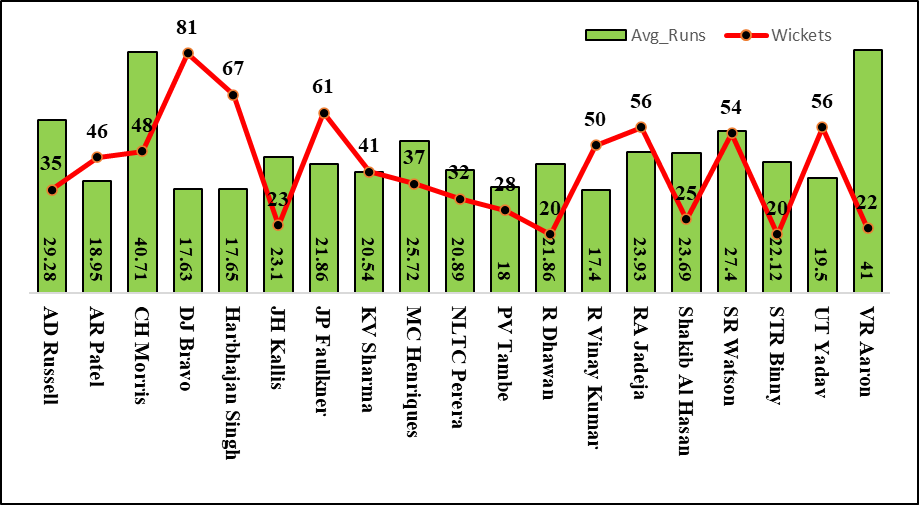 Avg_Runs
Wickets
35
46
48
81
67
23
61
41
37
32
28
20
50
56
25
54
20
56
22
29.28
18.95
40.71
17.63
17.65
23.1
21.86
20.54
25.72
20.89
18
21.86
17.4
23.93
23.69
27.4
22.12
19.5
41
AD Russell
AR Patel
CH Morris
DJ Bravo
Harbhajan Singh
JH Kallis
JP Faulkner
KV Sharma
MC Henriques
NLTC Perera
PV Tambe
R Dhawan
R Vinay Kumar
RA Jadeja
Shakib Al Hasan
SR Watson
STR Binny
UT Yadav
VR Aaron